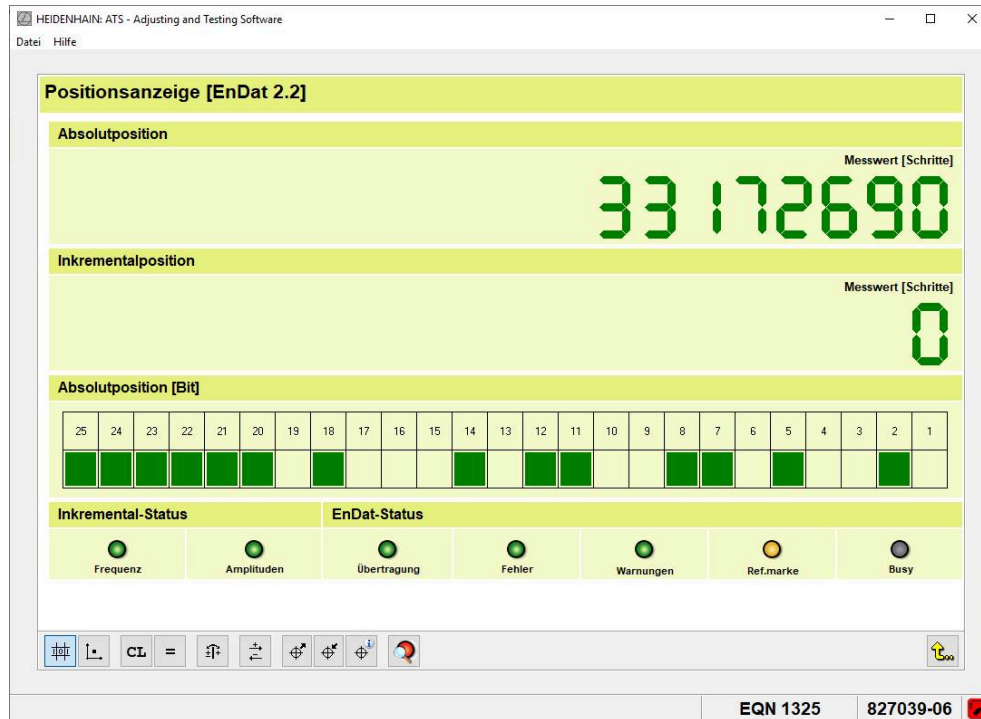 HEIDENHAIN: ATS - Adjusting and Testing Software
Datei Hilfe
Positionsanzeige [EnDat 2.2]
Absolutposition
Messwert [Schritte]
33172690
Inkrementalposition
Messwert [Schritte]
0
Absolutposition [Bit]
25 24 23 22 21 20 19 18 17 16 15 14 13 12 11 10 9 8 7 6 5 4 3 2 1
Inkremental-Status EnDat-Status
Frequenz Amplituden Übertragung Fehler Warnungen Ref.marke Busy
CL =
EQN 1325 827039-06